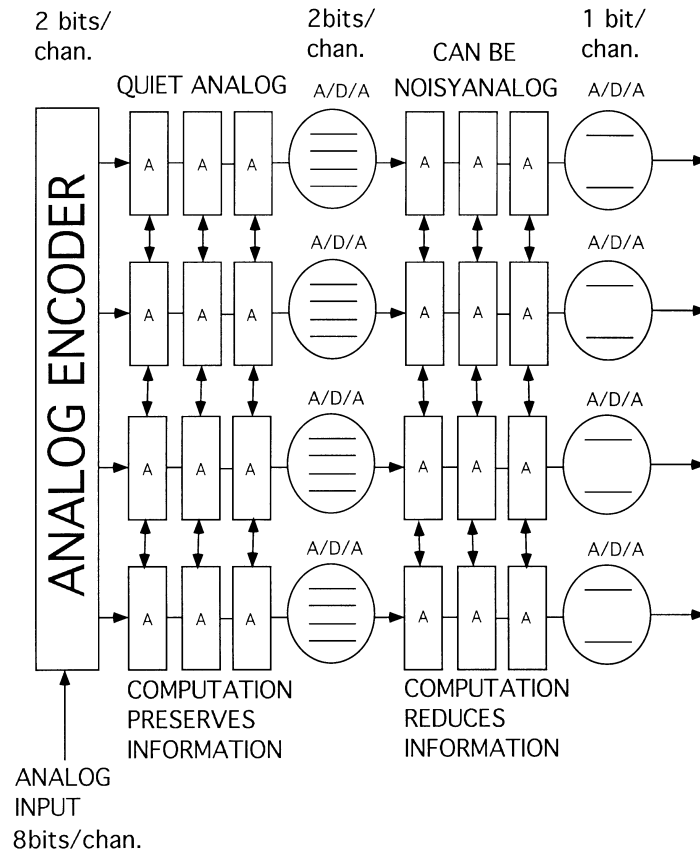 2 bits/
chan.
2bits/
chan.
CAN BE
NOISYANALOG
1 bit/
chan.
QUIET ANALOG
A/D/A
A/D/A
ANALOG ENCODER
A
A
A
A
A
A
A/D/A
A/D/A
A
A
A
A
A
A
A/D/A
A/D/A
A
A
A
A
A
A
A/D/A
A/D/A
A
A
A
A
A
A
COMPUTATION
PRESERVES
INFORMATION
COMPUTATION
REDUCES
INFORMATION
ANALOG
INPUT
8bits/chan.